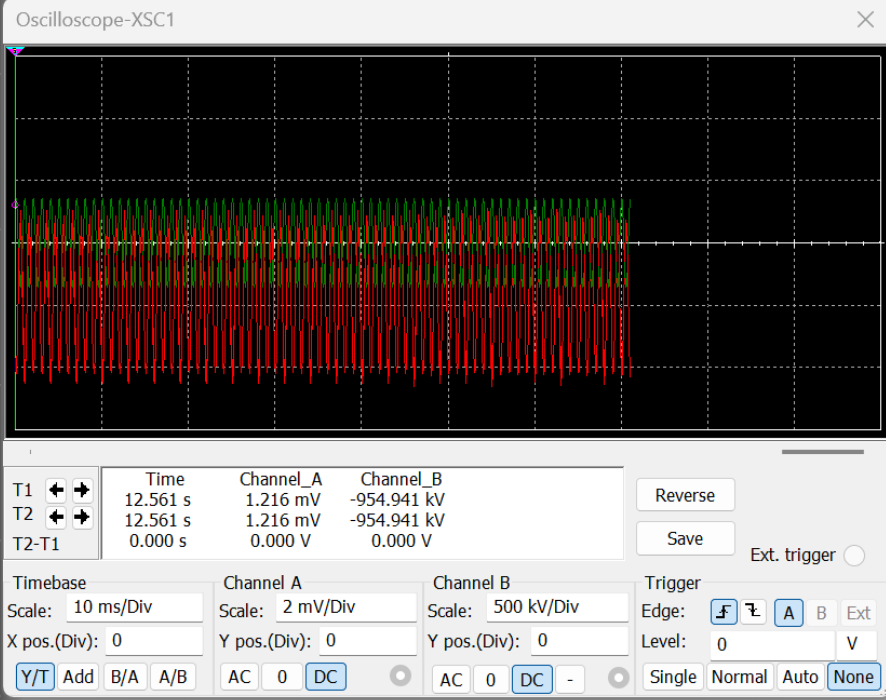 Oscilloscope-XSC1
Time Channel_A Channel_B
T1 12.561 s 1.216 mV -954.941 kV
T2 12.561 s 1.216 mV -954.941 kV
T2-T1 0.000 s 0.000 V 0.000 V
Reverse
Save
Ext. trigger
Timebase
Scale: 10 ms/Div
X pos.(Div): 0
Y/T Add B/A A/B
Channel A
Scale: 2 mV/Div
Y pos.(Div): 0
AC 0 DC
Channel B
Scale: 500 kV/Div
Y pos.(Div): 0
AC 0 DC -
Trigger
Edge: A B Ext
Level: 0 V
Single Normal Auto None